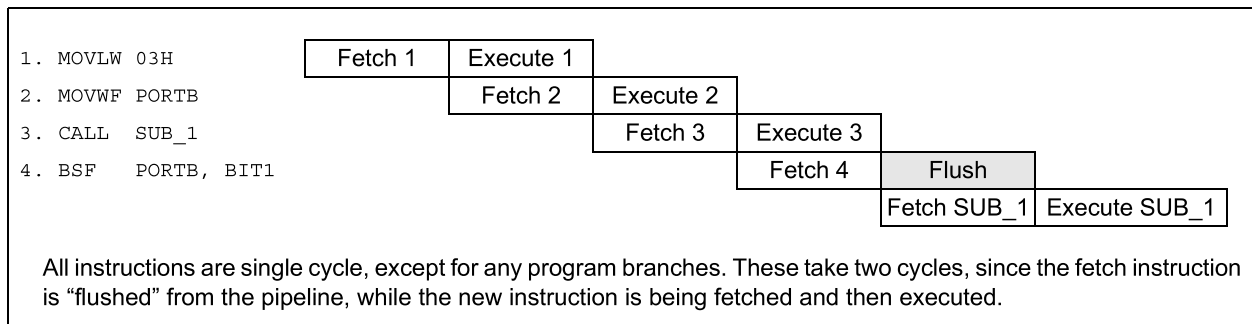 1. MOVLW 03H Fetch 1 Execute 1
2. MOVWF PORTB Fetch 2 Execute 2
3. CALL SUB_1 Fetch 3 Execute 3
4. BSF PORTB, BIT1 Fetch 4 Flush
Fetch SUB_1 Execute SUB_1
All instructions are single cycle, except for any program branches. These take two cycles, since the fetch instruction
is “flushed” from the pipeline, while the new instruction is being fetched and then executed.